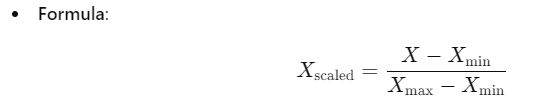 • Formula:
X_scaled = (X − X_min) / (X_max − X_min)